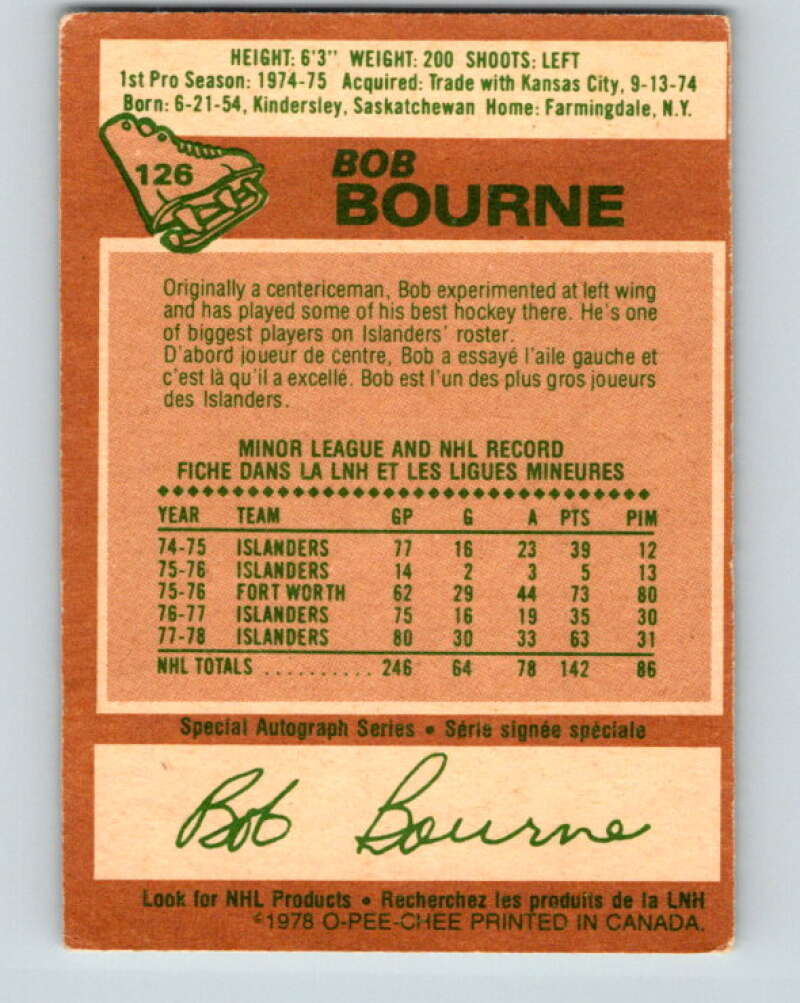 HEIGHT: 6'3" WEIGHT: 200 SHOOTS: LEFT
1st Pro Season: 1974-75 Acquired: Trade with Kansas City, 9-13-74
Born: 6-21-54, Kindersley, Saskatchewan Home: Farmingdale, N.Y.
126
BOB
BOURNE
Originally a centericeman, Bob experimented at left wing
and has played some of his best hockey there. He's one
of biggest players on Islanders' roster.
D'abord joueur de centre, Bob a essayé l'aile gauche et
c'est là qu'il a excellé. Bob est l'un des plus gros joueurs
des Islanders.
MINOR LEAGUE AND NHL RECORD
FICHE DANS LA LNH ET LES LIGUES MINEURES
YEAR TEAM GP G A PTS PIM
74-75 ISLANDERS 77 16 23 39 12
75-76 ISLANDERS 14 2 3 5 13
75-76 FORT WORTH 62 29 44 73 80
76-77 ISLANDERS 75 16 19 35 30
77-78 ISLANDERS 80 30 33 63 31
NHL TOTALS .......... 246 64 78 142 86
Special Autograph Series • Série signée spéciale
Bob Bourne
Look for NHL Products • Recherchez les produits de la LNH
©1978 O-PEE-CHEE PRINTED IN CANADA.